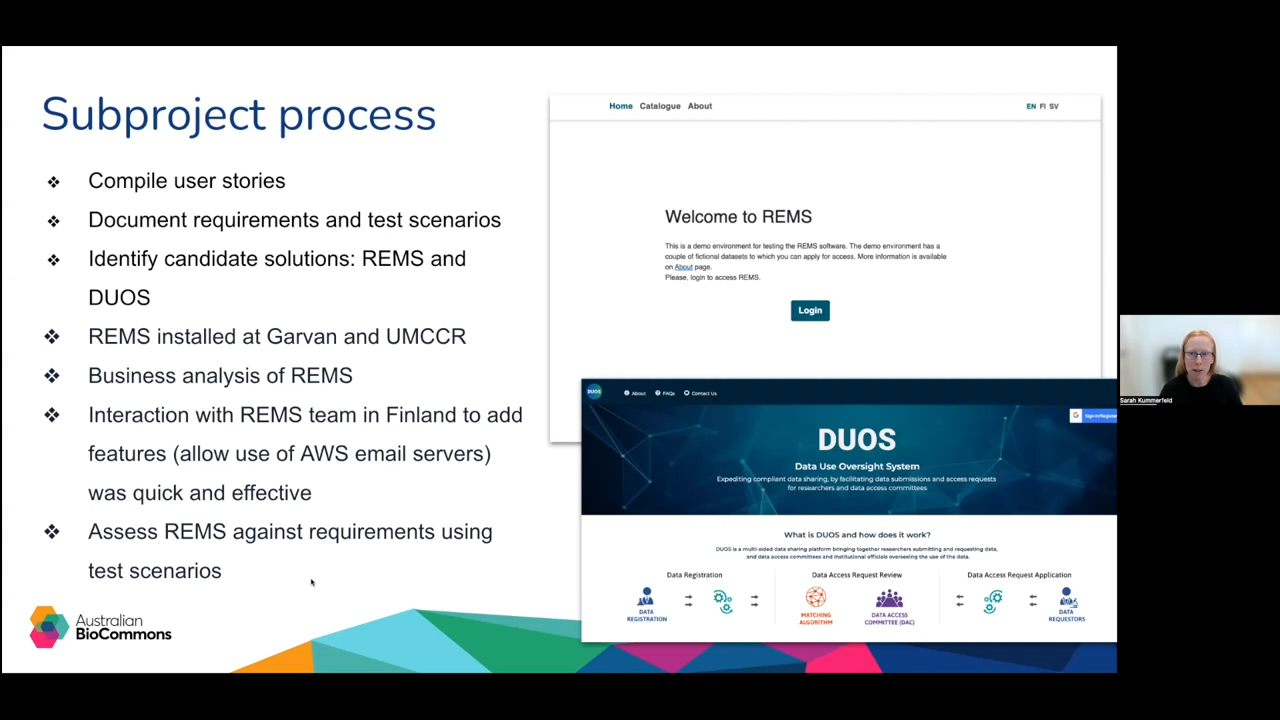 Subproject process
❖ Compile user stories
❖ Document requirements and test scenarios
❖ Identify candidate solutions: REMS and
DUOS
❖ REMS installed at Garvan and UMCCR
❖ Business analysis of REMS
❖ Interaction with REMS team in Finland to add
features (allow use of AWS email servers)
was quick and effective
❖ Assess REMS against requirements using
test scenarios
Australian
BioCommons
Home Catalogue About EN FI SV
Welcome to REMS
This is a demo environment for testing the REMS software. The demo environment has a
couple of fictional datasets to which you can apply for access. More information is available
on About page.
Please, login to access REMS.
Login
DUOS About FAQs Contact Us
G Sign-in/Register
DUOS
Data Use Oversight System
Expediting compliant data sharing, by facilitating data submissions and access requests
for researchers and data access committees
What is DUOS and how does it work?
DUOS is a multi-sided data sharing platform bringing together researchers submitting and requesting data,
and data access committees and institutional officials overseeing the use of the data.
Data Registration Data Access Request Review Data Access Request Application
DATA
REGISTRATION
MATCHING
ALGORITHM
DATA ACCESS
COMMITTEE (DAC)
DATA
REQUESTORS
Sarah Kummerfeld